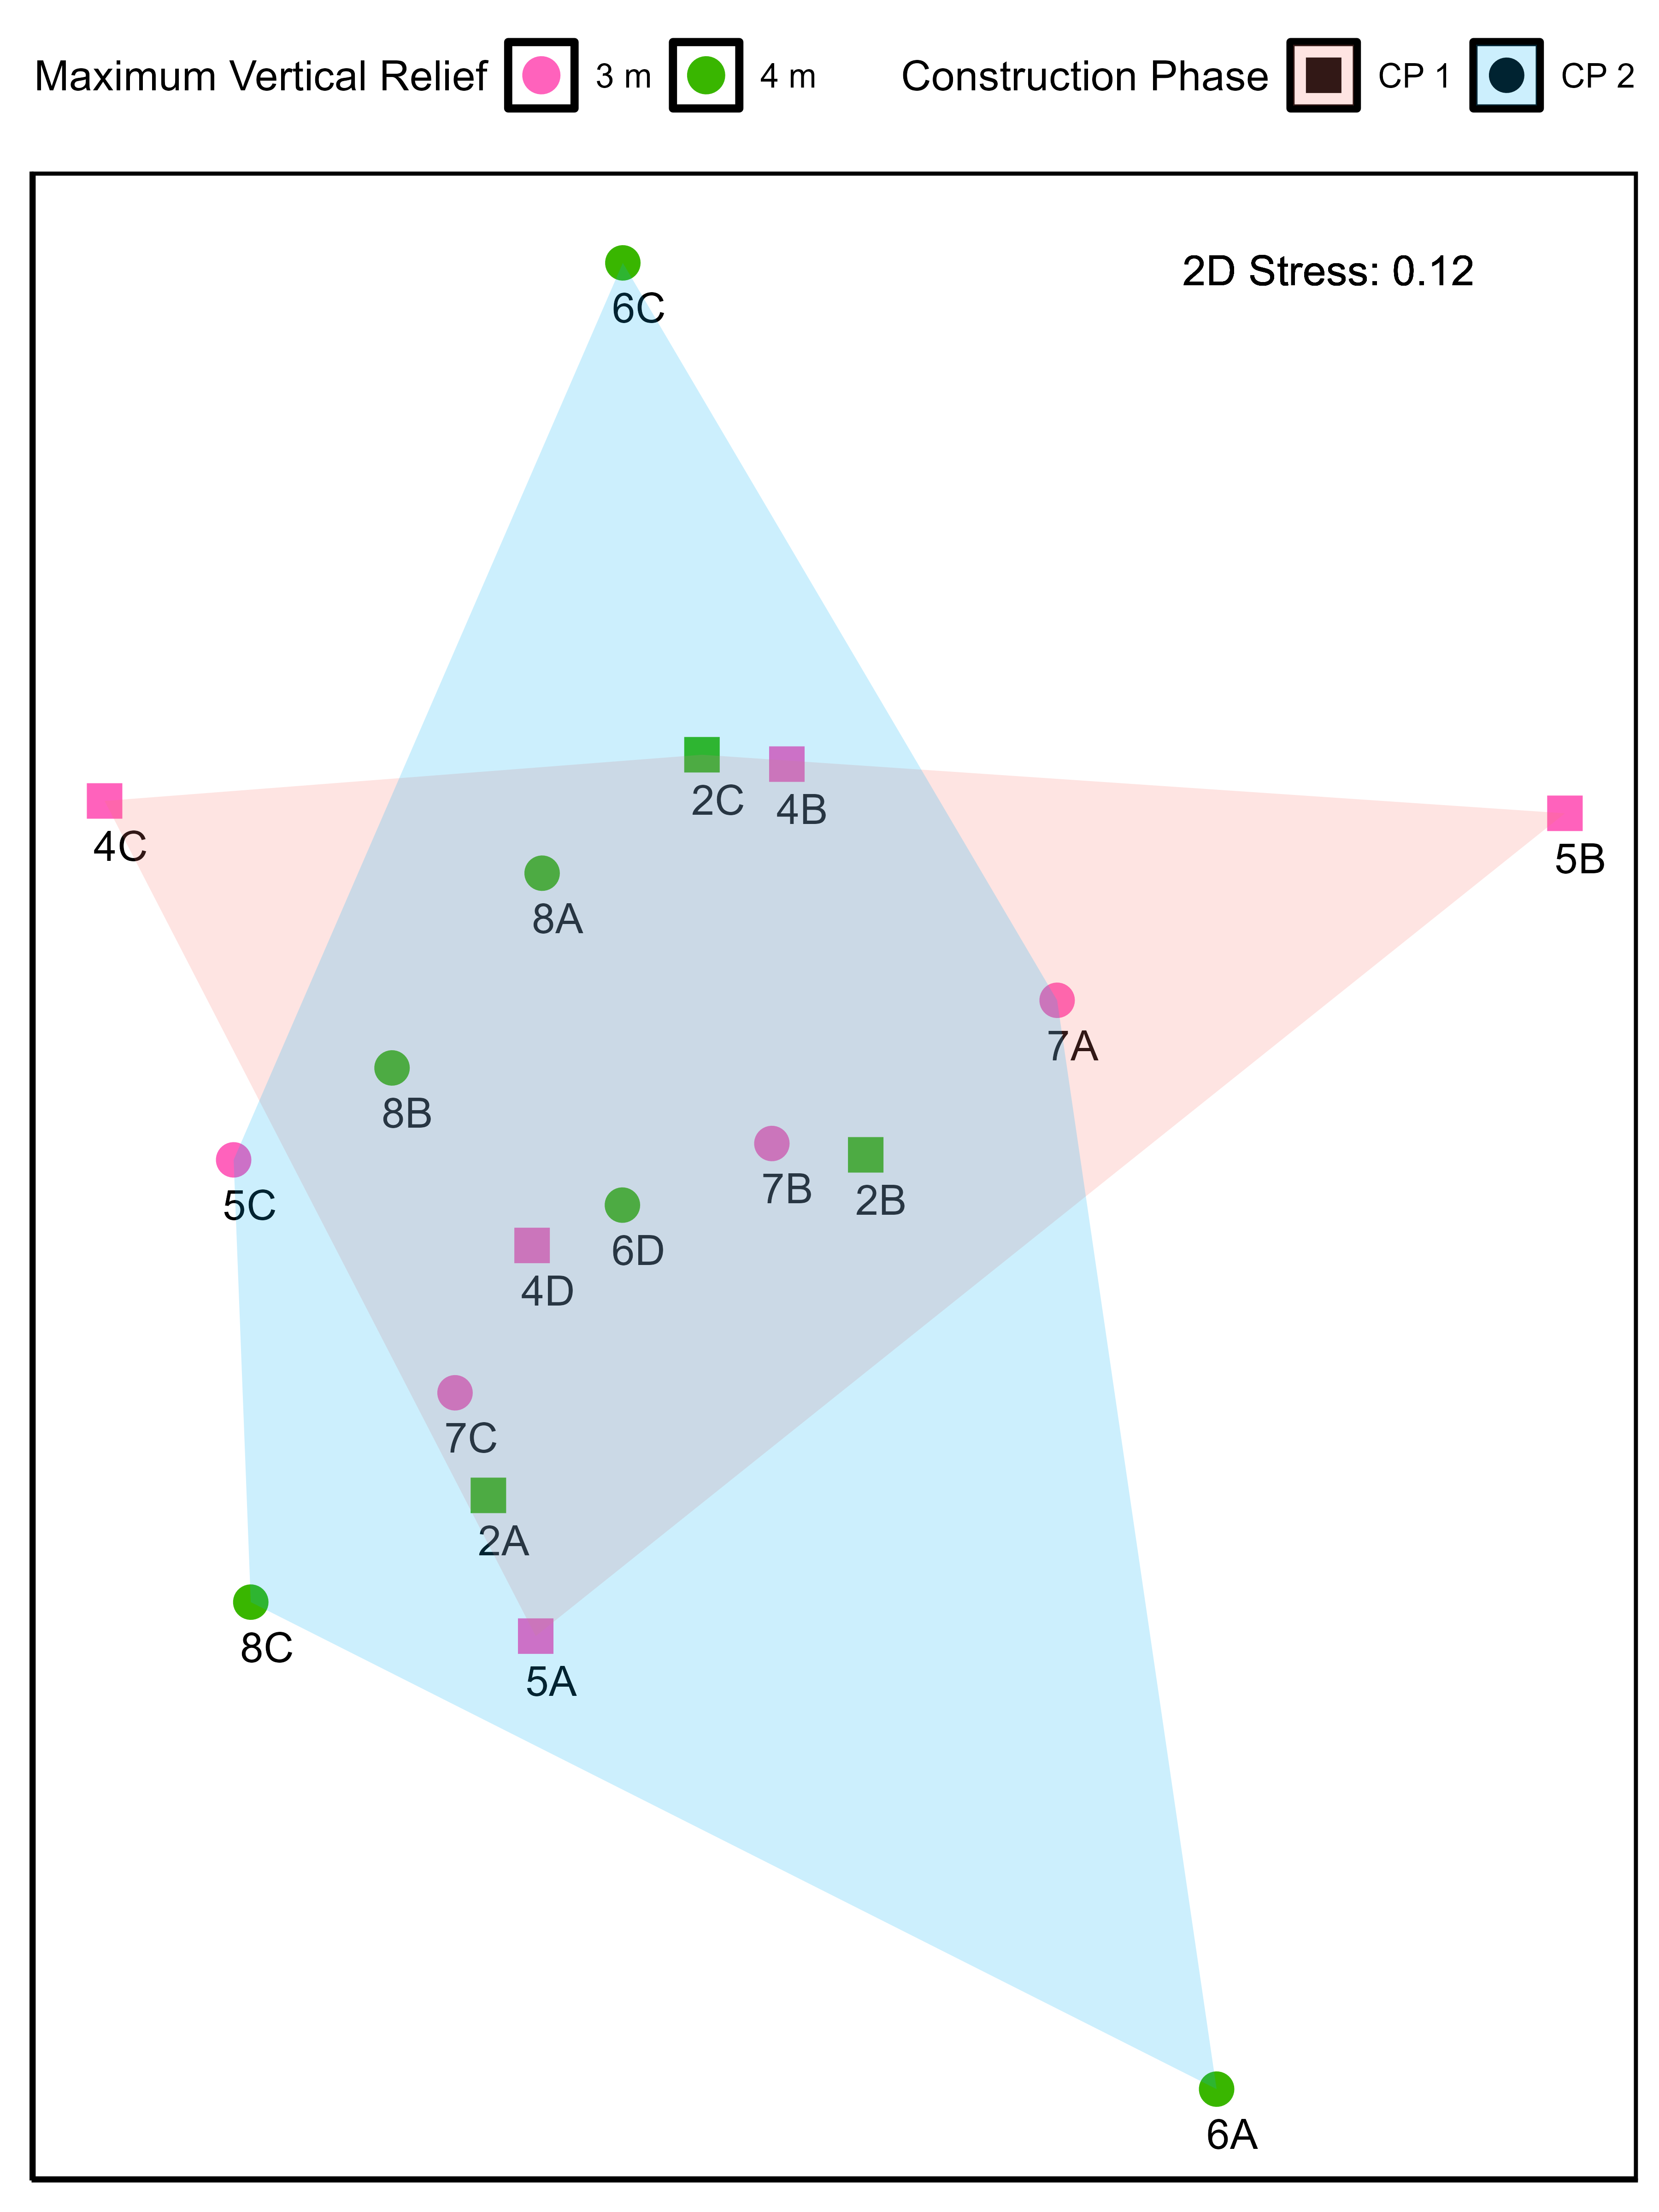 Maximum Vertical Relief 3 m 4 m Construction Phase CP 1 CP 2
2D Stress: 0.12
6C
2C
4B
4C
5B
8A
7A
8B
7B
2B
5C
6D
4D
7C
2A
8C
5A
6A